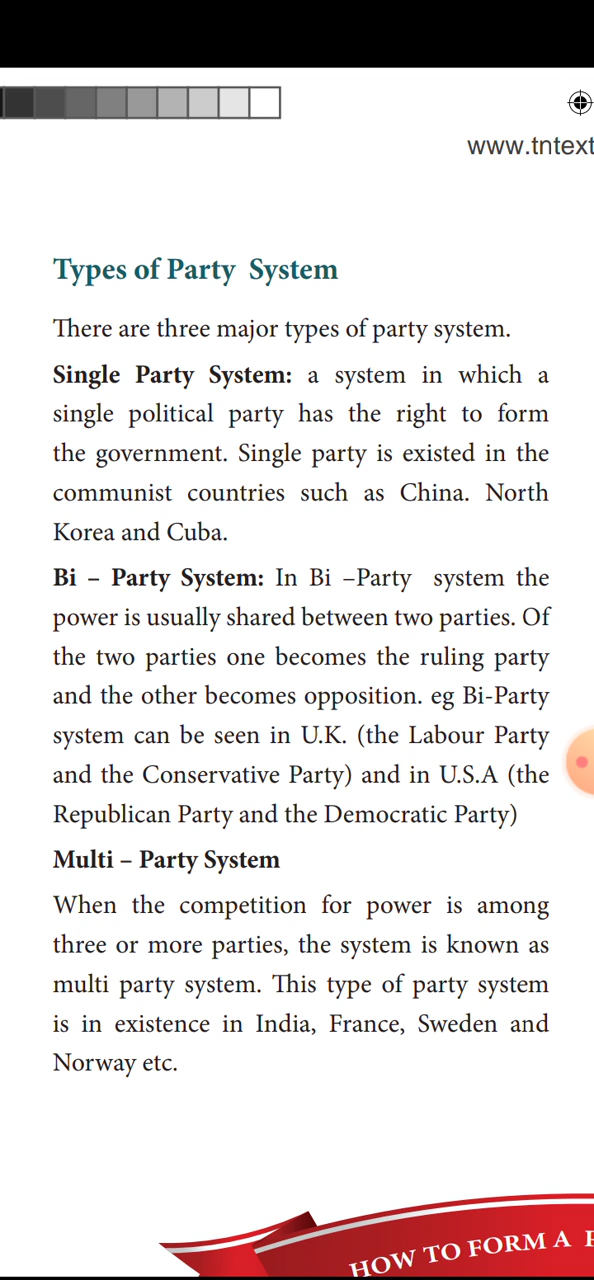 www.tntext
Types of Party System
There are three major types of party system.
Single Party System: a system in which a
single political party has the right to form
the government. Single party is existed in the
communist countries such as China. North
Korea and Cuba.
Bi – Party System: In Bi –Party system the
power is usually shared between two parties. Of
the two parties one becomes the ruling party
and the other becomes opposition. eg Bi-Party
system can be seen in U.K. (the Labour Party
and the Conservative Party) and in U.S.A (the
Republican Party and the Democratic Party)
Multi – Party System
When the competition for power is among
three or more parties, the system is known as
multi party system. This type of party system
is in existence in India, France, Sweden and
Norway etc.
HOW TO FORM A